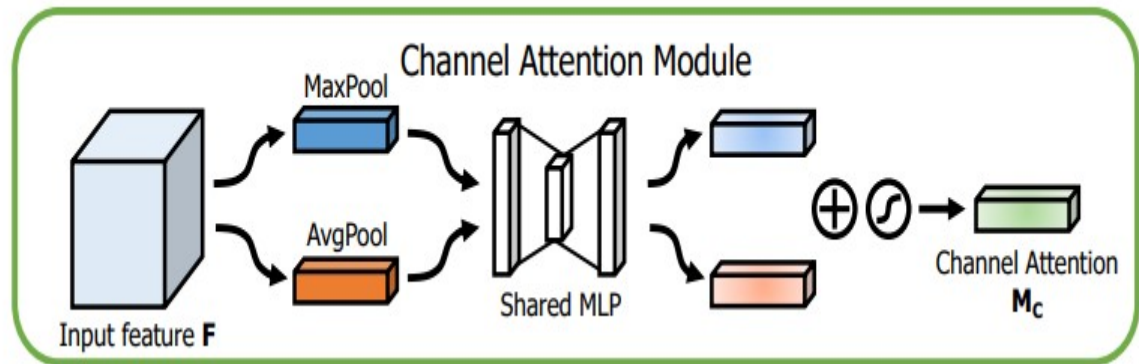 Channel Attention Module
MaxPool
AvgPool
Shared MLP
Input feature F
Channel Attention
Mc